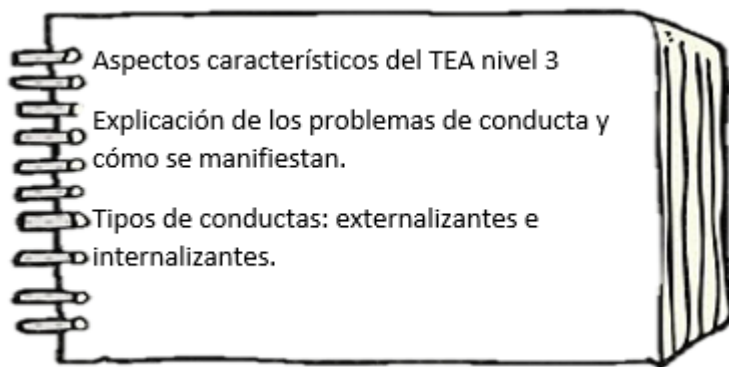 Aspectos característicos del TEA nivel 3
Explicación de los problemas de conducta y
cómo se manifiestan.
Tipos de conductas: externalizantes e
internalizantes.